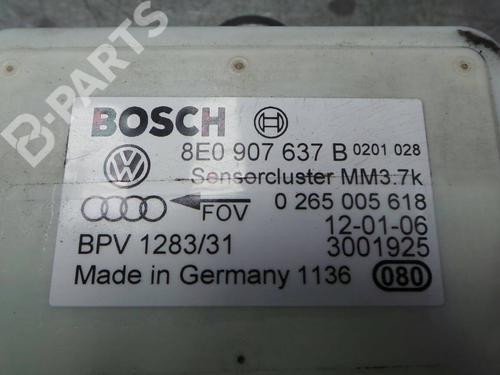 B-PARTS
BOSCH
8E0 907 637 B 0201 028
Sensorcluster MM3.7k
FOV 0 265 005 618
12-01-06
BPV 1283/31 3001925
Made in Germany 1136 080